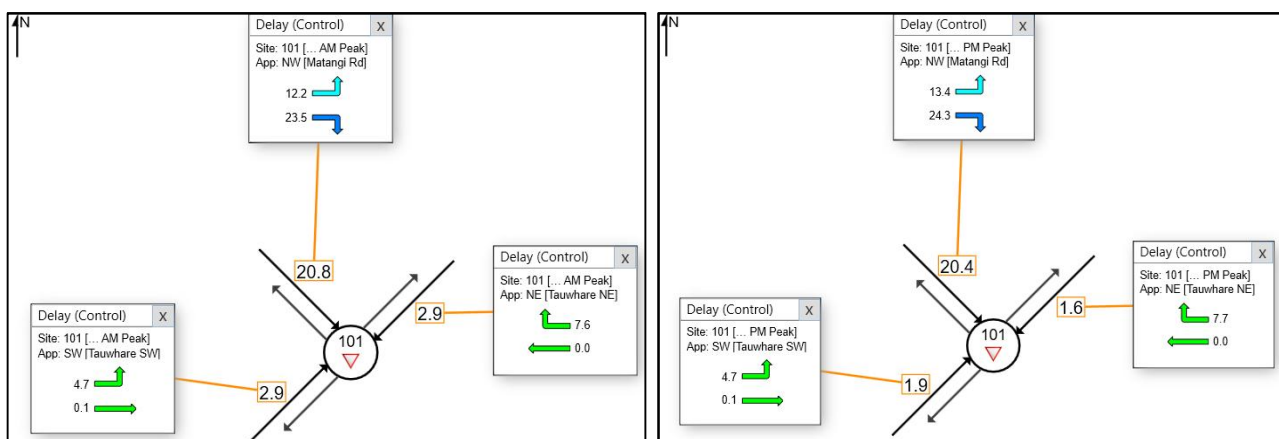 N
Delay (Control) X
Site: 101 [... AM Peak]
App: NW [Matangi Rd]
12.2
23.5
20.8
Delay (Control) X
Site: 101 [... AM Peak]
App: NE [Tauwhare NE]
7.6
0.0
2.9
Delay (Control) X
Site: 101 [... AM Peak]
App: SW [Tauwhare SW]
4.7
0.1
2.9
101
N
Delay (Control) X
Site: 101 [... PM Peak]
App: NW [Matangi Rd]
13.4
24.3
20.4
Delay (Control) X
Site: 101 [... PM Peak]
App: NE [Tauwhare NE]
7.7
0.0
1.6
Delay (Control) X
Site: 101 [... PM Peak]
App: SW [Tauwhare SW]
4.7
0.1
1.9
101